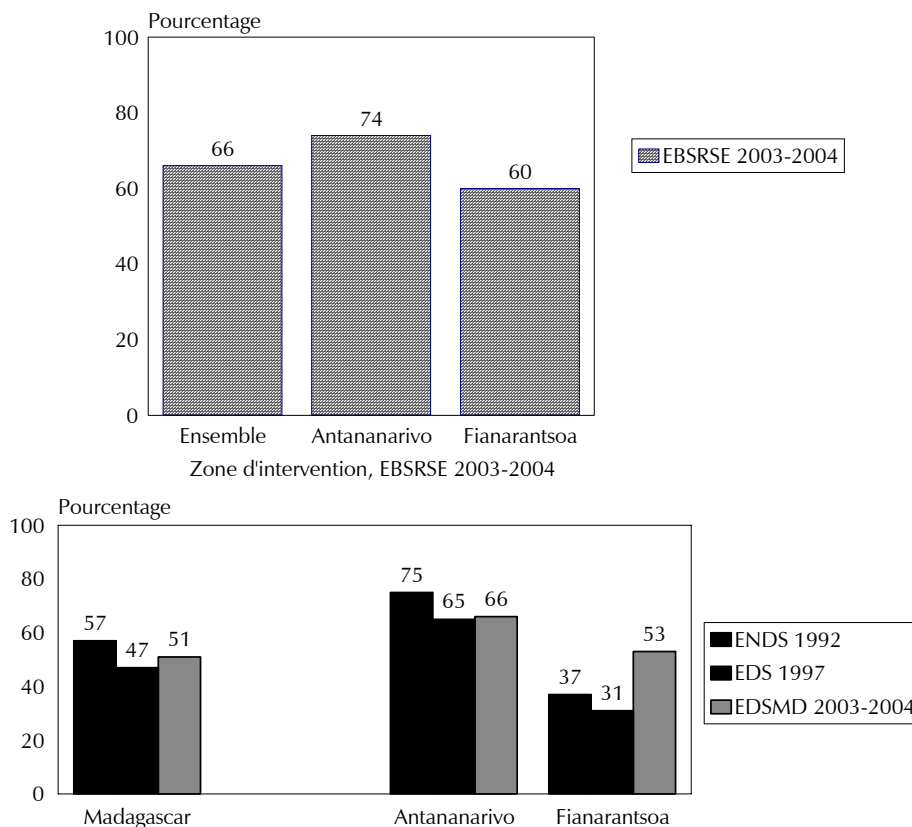 Pourcentage
100
80
60
40
20
0
66
74
60
Ensemble Antananarivo Fianarantsoa
Zone d'intervention, EBSRSE 2003-2004
EBSRSE 2003-2004
Pourcentage
100
80
60
40
20
0
57 47 51
75 65 66
37 31 53
Madagascar Antananarivo Fianarantsoa
ENDS 1992
EDS 1997
EDSMD 2003-2004